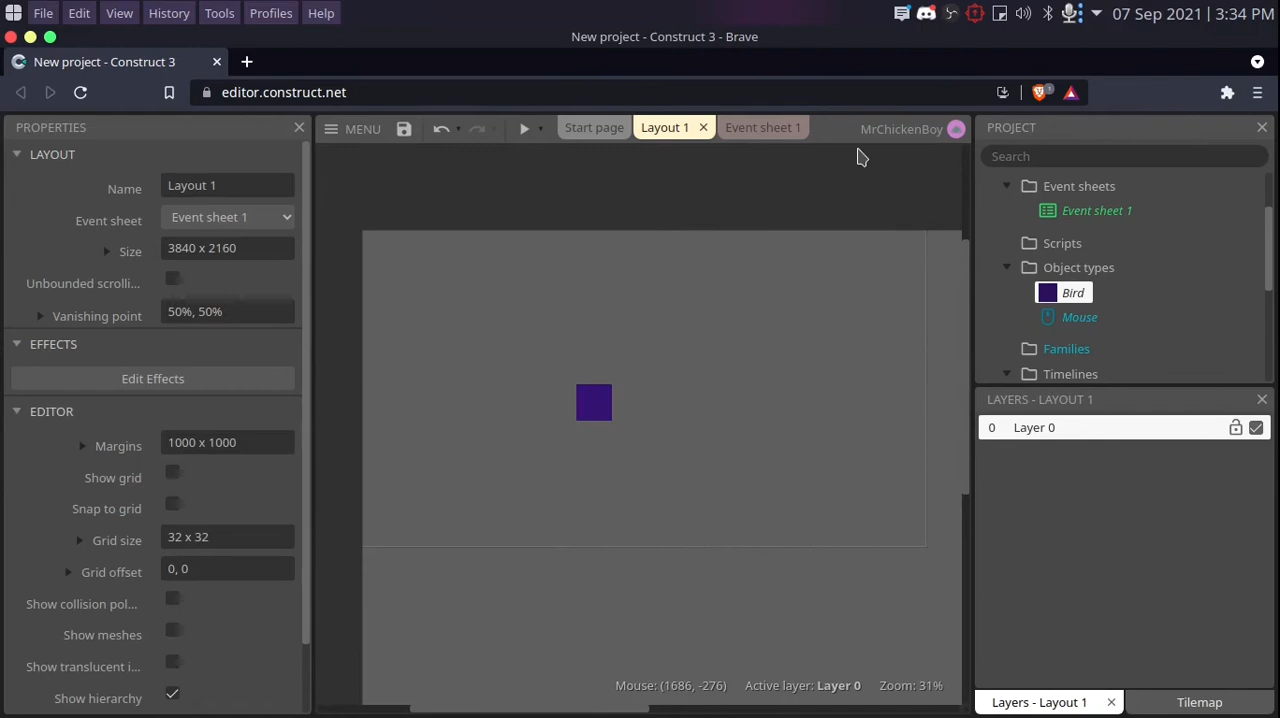 File Edit View History Tools Profiles Help 07 Sep 2021 | 3:34 PM
New project - Construct 3 - Brave
New project - Construct 3
editor.construct.net
PROPERTIES
LAYOUT
Name Layout 1
Event sheet Event sheet 1
Size 3840 x 2160
Unbounded scrolli...
Vanishing point 50%, 50%
EFFECTS
Edit Effects
EDITOR
Margins 1000 x 1000
Show grid
Snap to grid
Grid size 32 x 32
Grid offset 0, 0
Show collision pol...
Show meshes
Show translucent i...
Show hierarchy
MENU Start page Layout 1 Event sheet 1 MrChickenBoy
Mouse: (1686, -276) Active layer: Layer 0 Zoom: 31%
PROJECT
Search
Event sheets
Event sheet 1
Scripts
Object types
Bird
Mouse
Families
Timelines
LAYERS - LAYOUT 1
0 Layer 0
Layers - Layout 1 Tilemap